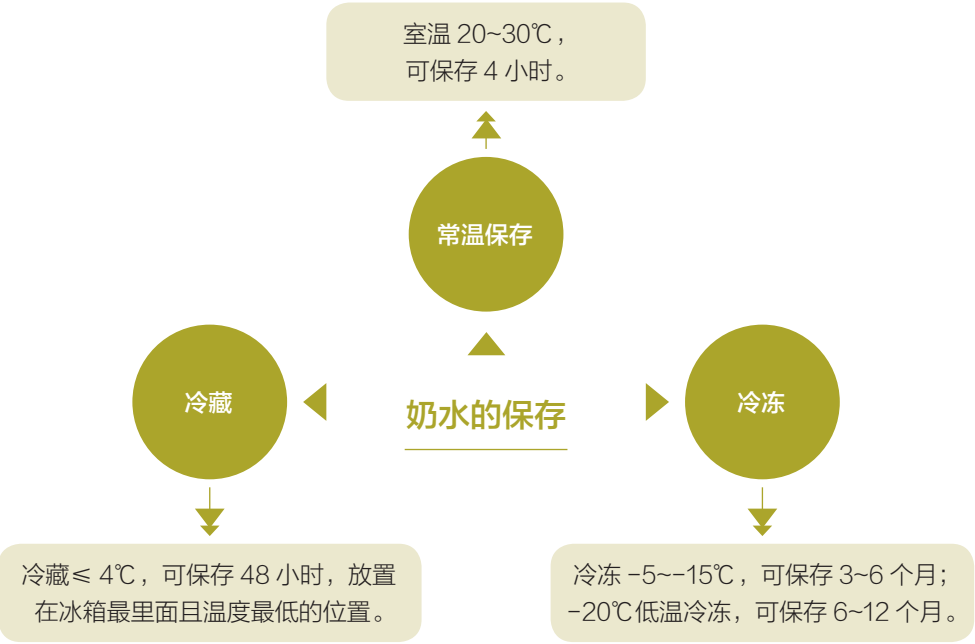 室温 20~30℃，
可保存 4 小时。
常温保存
冷藏
奶水的保存
冷冻
冷藏≤ 4℃，可保存 48 小时，放置
在冰箱最里面且温度最低的位置。
冷冻 -5~-15℃，可保存 3~6 个月；
-20℃低温冷冻，可保存 6~12 个月。